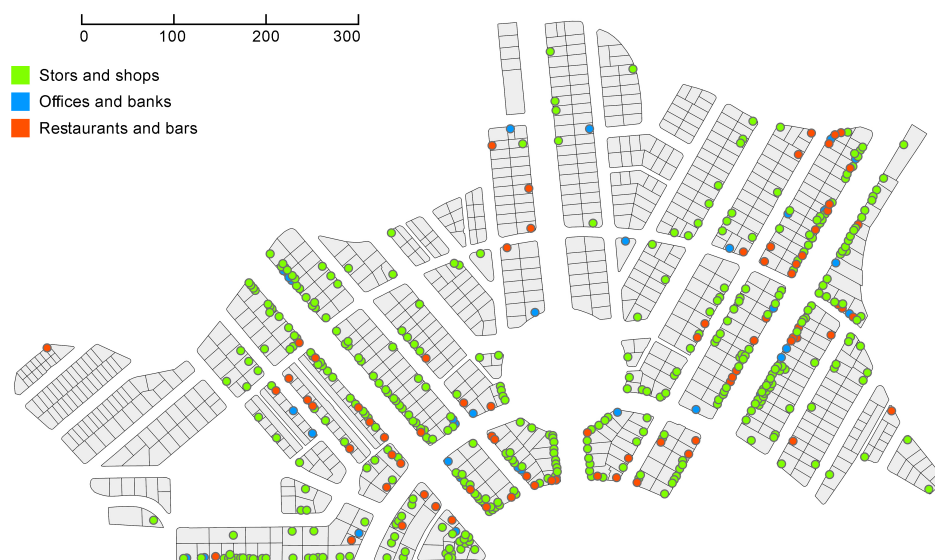 0 100 200 300
Stors and shops
Offices and banks
Restaurants and bars